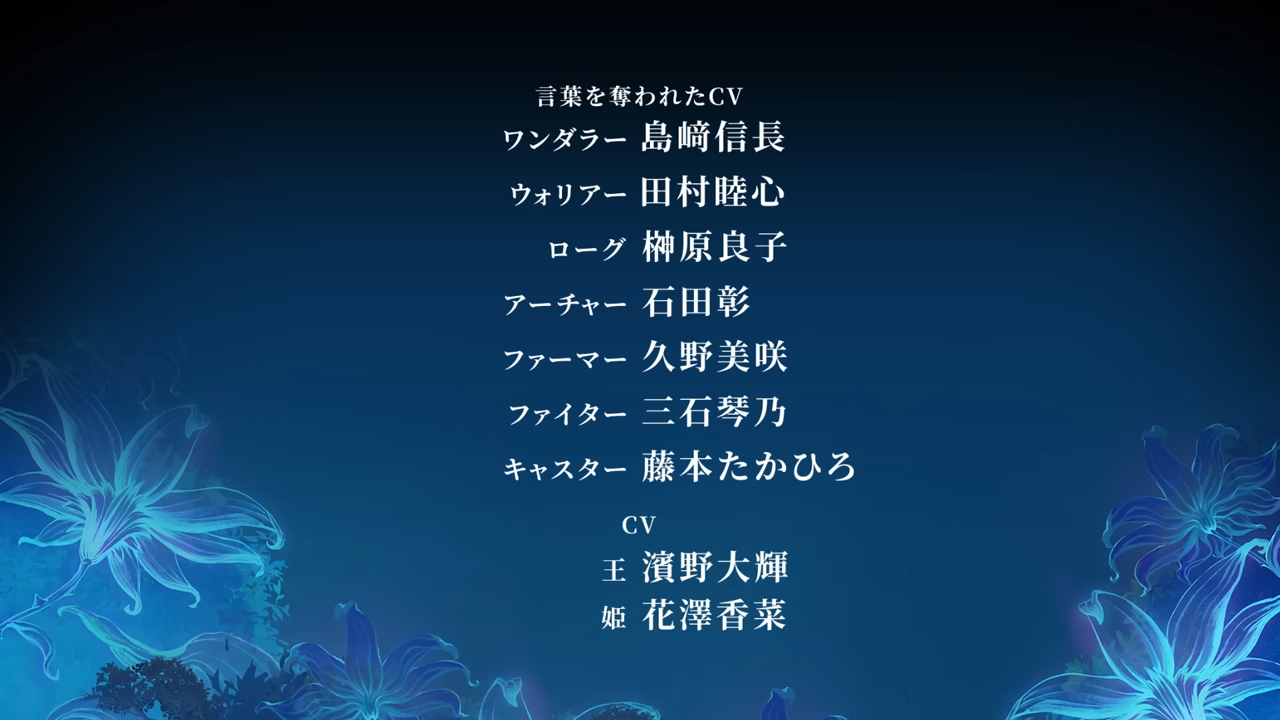 言葉を奪われたCV
ワンダラー 島﨑信長
ウォリアー 田村睦心
ローグ 榊原良子
アーチャー 石田彰
ファーマー 久野美咲
ファイター 三石琴乃
キャスター 藤本たかひろ
CV
王 濱野大輝
姫 花澤香菜